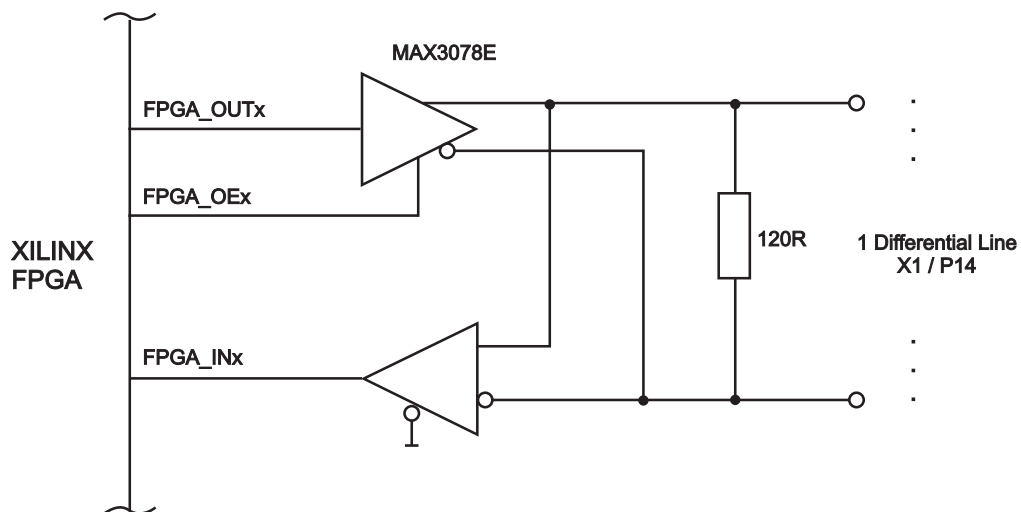 MAX3078E
FPGA_OUTx
FPGA_OEx
XILINX
FPGA
120R
1 Differential Line
X1 / P14
FPGA_INx